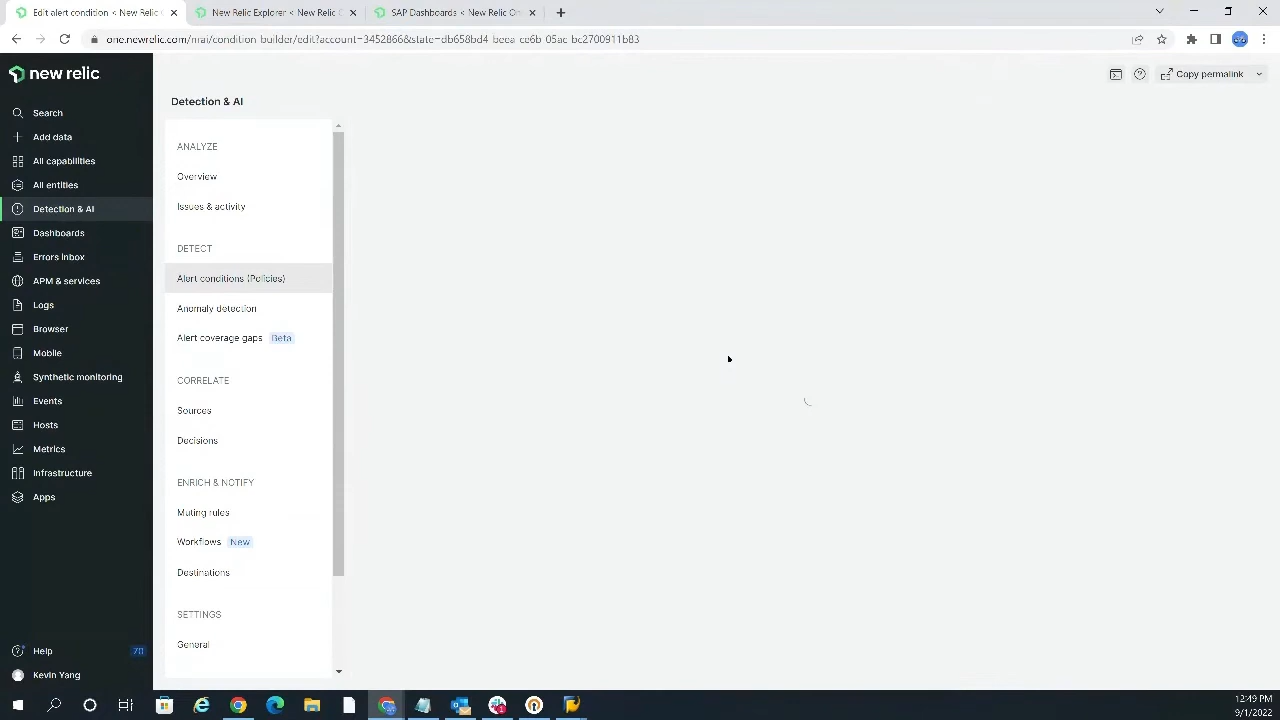 Edit alert condition < New Relic O
New Relic Explorer < New Relic O
SAP Dashboards < New Relic On
one.newrelic.com/nrai/condition-builder/edit?account=3452866&state=db658bd4-beea-ce6b-05ac-bc2700911b83
new relic
Copy permalink
Detection & AI
Search
Add data
All capabilities
All entities
Detection & AI
Dashboards
Errors inbox
APM & services
Logs
Browser
Mobile
Synthetic monitoring
Events
Hosts
Metrics
Infrastructure
Apps
Help 70
Kevin Yang
ANALYZE
Overview
Issues & activity
DETECT
Alert conditions (Policies)
Anomaly detection
Alert coverage gaps Beta
CORRELATE
Sources
Decisions
ENRICH & NOTIFY
Muting rules
Workflows New
Destinations
SETTINGS
General
12:49 PM
9/1/2022